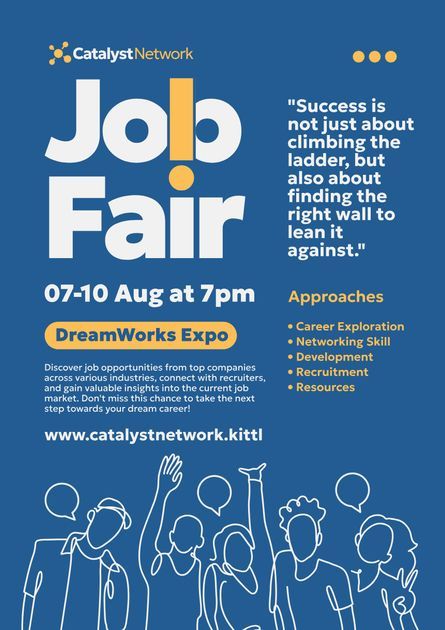 CatalystNetwork
Job
Fair
07-10 Aug at 7pm
DreamWorks Expo
Discover job opportunities from top companies
across various industries, connect with recruiters,
and gain valuable insights into the current job
market. Don't miss this chance to take the next
step towards your dream career!
www.catalystnetwork.kittl
"Success is
not just about
climbing the
ladder, but
also about
finding the
right wall to
lean it
against."
Approaches
• Career Exploration
• Networking Skill
• Development
• Recruitment
• Resources